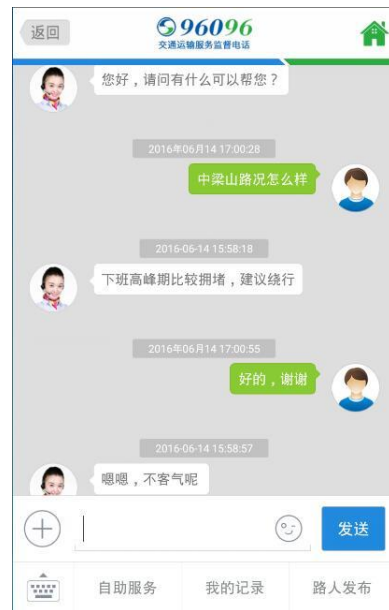 返回
96096
交通运输服务监督电话
您好，请问有什么可以帮您？
2016年06月14 17:00:28
中梁山路况怎么样
2016-06-14 15:58:18
下班高峰期比较拥堵，建议绕行
2016年06月14 17:00:55
好的，谢谢
2016-06-14 15:58:57
嗯嗯，不客气呢
发送
自助服务
我的记录
路人发布